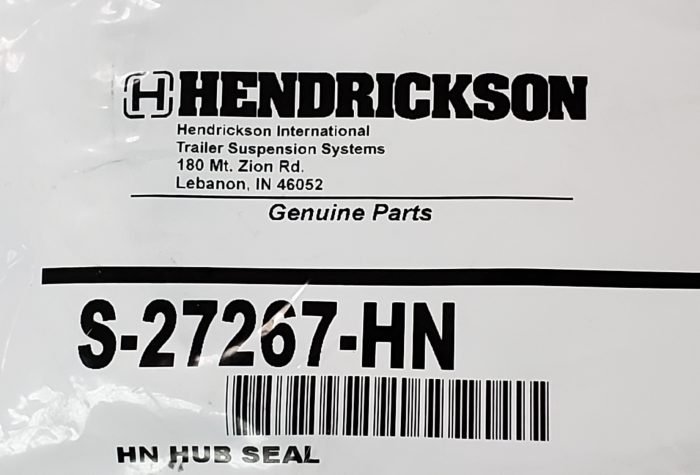 H HENDRICKSON
Hendrickson International
Trailer Suspension Systems
180 Mt. Zion Rd.
Lebanon, IN 46052
Genuine Parts
S-27267-HN
HN HUB SEAL